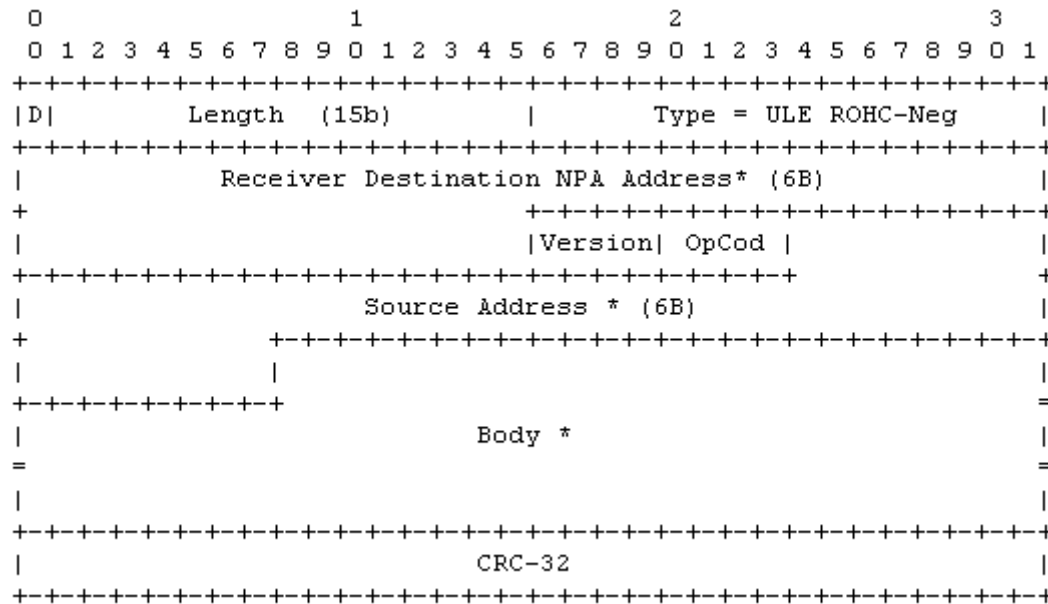 0                   1                   2                   3
0 1 2 3 4 5 6 7 8 9 0 1 2 3 4 5 6 7 8 9 0 1 2 3 4 5 6 7 8 9 0 1
+-+-+-+-+-+-+-+-+-+-+-+-+-+-+-+-+-+-+-+-+-+-+-+-+-+-+-+-+-+-+-+-+
|D|        Length  (15b)          |       Type = ULE ROHC-Neg     |
+-+-+-+-+-+-+-+-+-+-+-+-+-+-+-+-+-+-+-+-+-+-+-+-+-+-+-+-+-+-+-+-+
|            Receiver Destination NPA Address* (6B)             |
+                               +-+-+-+-+-+-+-+-+-+-+-+-+-+-+-+-+
|                               |Version| OpCod |               |
+-+-+-+-+-+-+-+-+-+-+-+-+-+-+-+-+-+-+-+-+-+-+-+-+               +
|                     Source Address * (6B)                     |
+               +-+-+-+-+-+-+-+-+-+-+-+-+-+-+-+-+-+-+-+-+-+-+-+-+
|               |                                               |
+-+-+-+-+-+-+-+-+                                               =
|                            Body *                             |
=                                                               =
|                                                               |
+-+-+-+-+-+-+-+-+-+-+-+-+-+-+-+-+-+-+-+-+-+-+-+-+-+-+-+-+-+-+-+-+
|                            CRC-32                             |
+-+-+-+-+-+-+-+-+-+-+-+-+-+-+-+-+-+-+-+-+-+-+-+-+-+-+-+-+-+-+-+-+